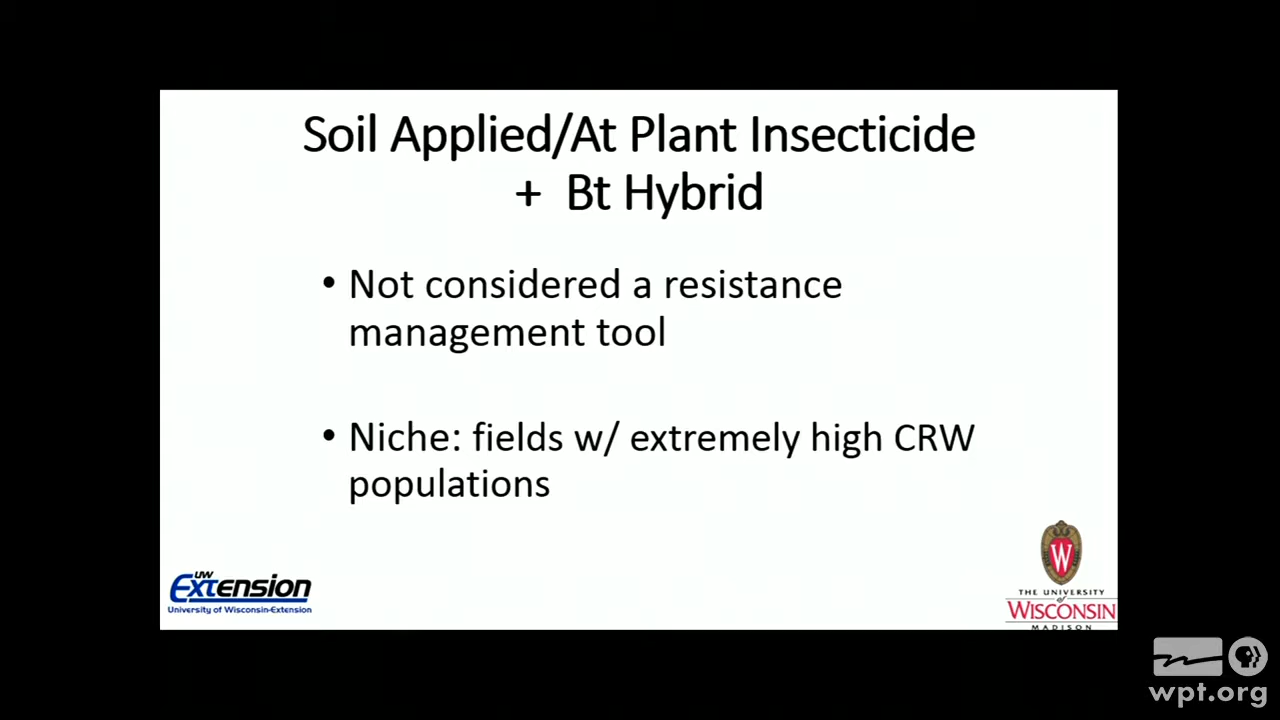 Soil Applied/At Plant Insecticide
+ Bt Hybrid
• Not considered a resistance
management tool
• Niche: fields w/ extremely high CRW
populations
UW
Extension
University of Wisconsin-Extension
W
THE UNIVERSITY
of
WISCONSIN
MADISON
wpt.org